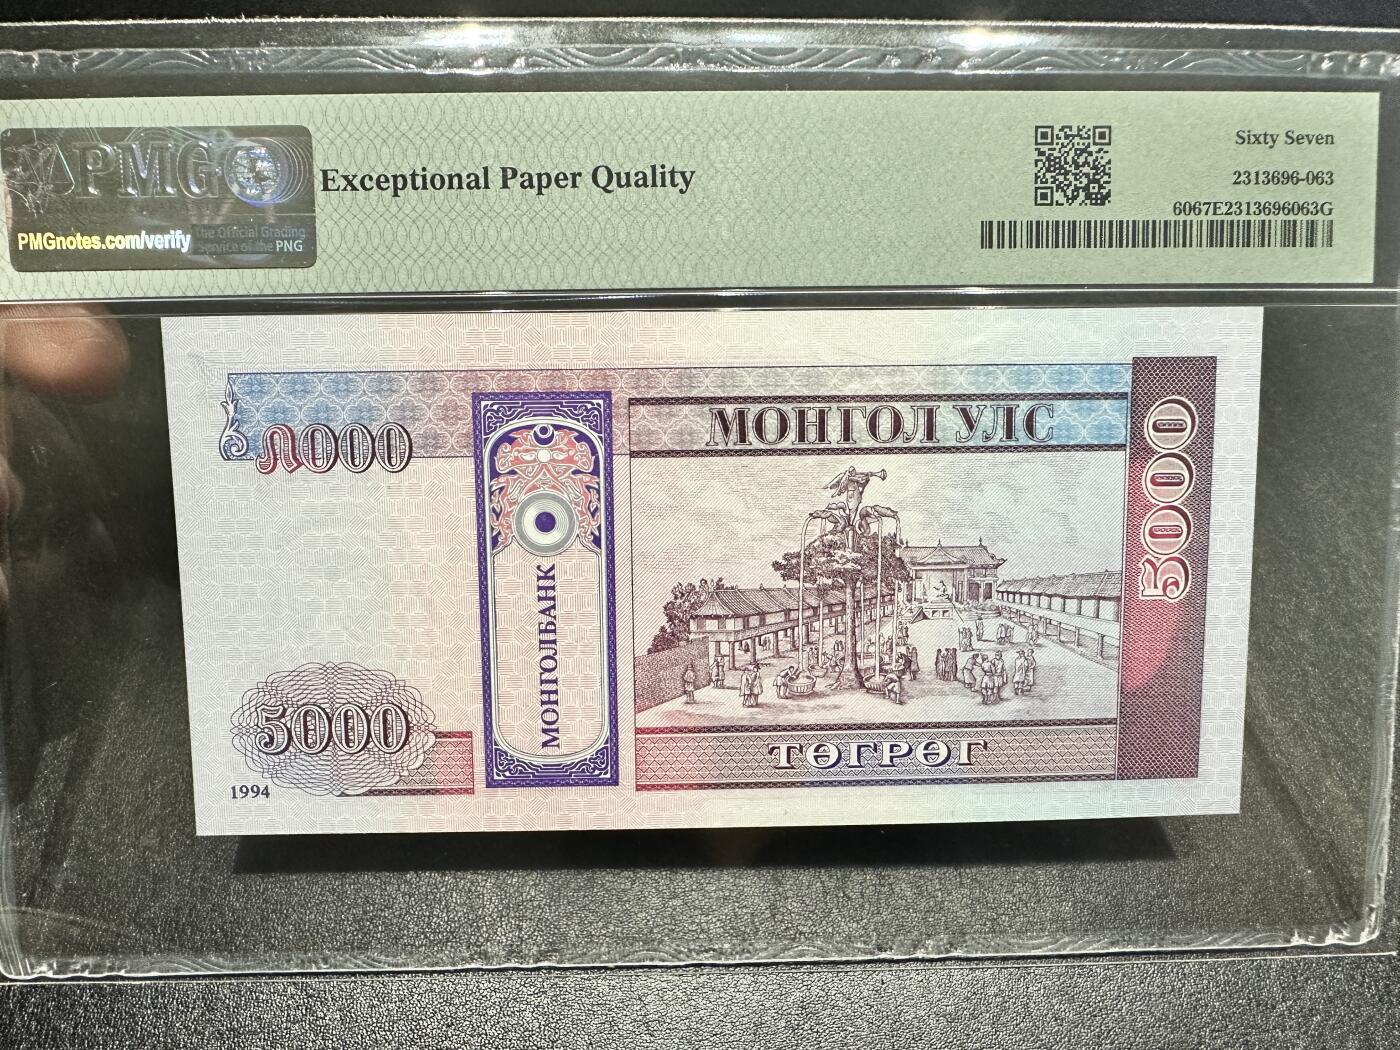 PMG
PMGnotes.com/verify
The Official Grading
Service of the PNG
Exceptional Paper Quality
Sixty Seven
2313696-063
6067E2313696063G
000
МОНГОЛ УЛС
5000
МОНГОЛБАНК
5000
ТӨГРӨГ
1994